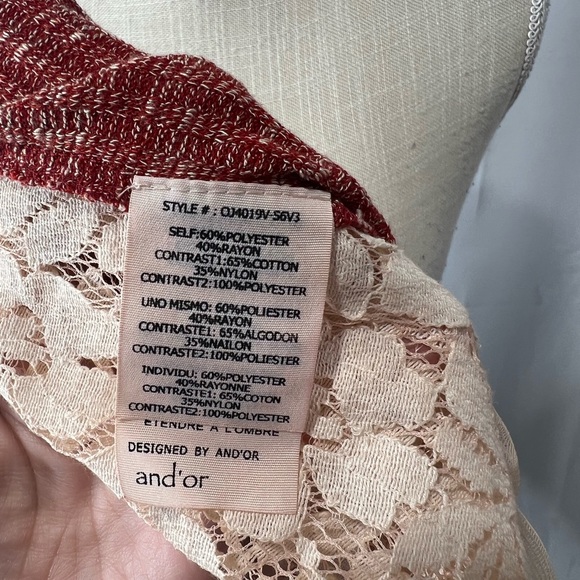 STYLE # : OJ4019V-S6V3
SELF:60%POLYESTER
40%RAYON
CONTRAST1:65%COTTON
35%NYLON
CONTRAST2:100%POLYESTER
UNO MISMO: 60%POLIESTER
40%RAYON
CONTRASTE1: 65%ALGODON
35%NAILON
CONTRASTE2:100%POLIESTER
INDIVIDU: 60%POLYESTER
40%RAYONNE
CONTRASTE1: 65%COTON
35%NYLON
CONTRASTE2:100%POLYESTER
ETENDRE A L'OMBRE
DESIGNED BY AND'OR
and'or